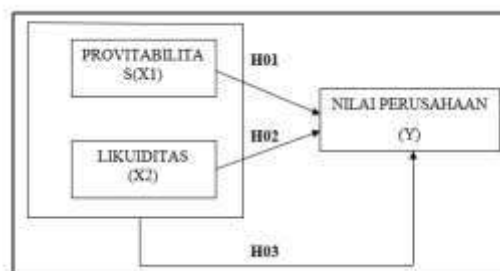 PROVITABILITA
S(X1)
H01
NILAI PERUSAHAAN
(Y)
H02
LIKUIDITAS
(X2)
H03